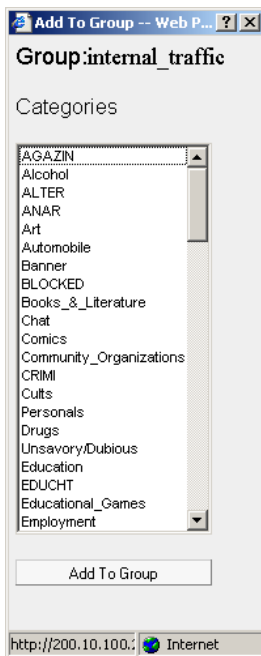 Add To Group -- Web P...
Group:internal_traffic
Categories
AGAZIN
Alcohol
ALTER
ANAR
Art
Automobile
Banner
BLOCKED
Books_&_Literature
Chat
Comics
Community_Organizations
CRIMI
Cults
Personals
Drugs
Unsavory/Dubious
Education
EDUCHT
Educational_Games
Employment
Add To Group
http://200.10.100.: Internet